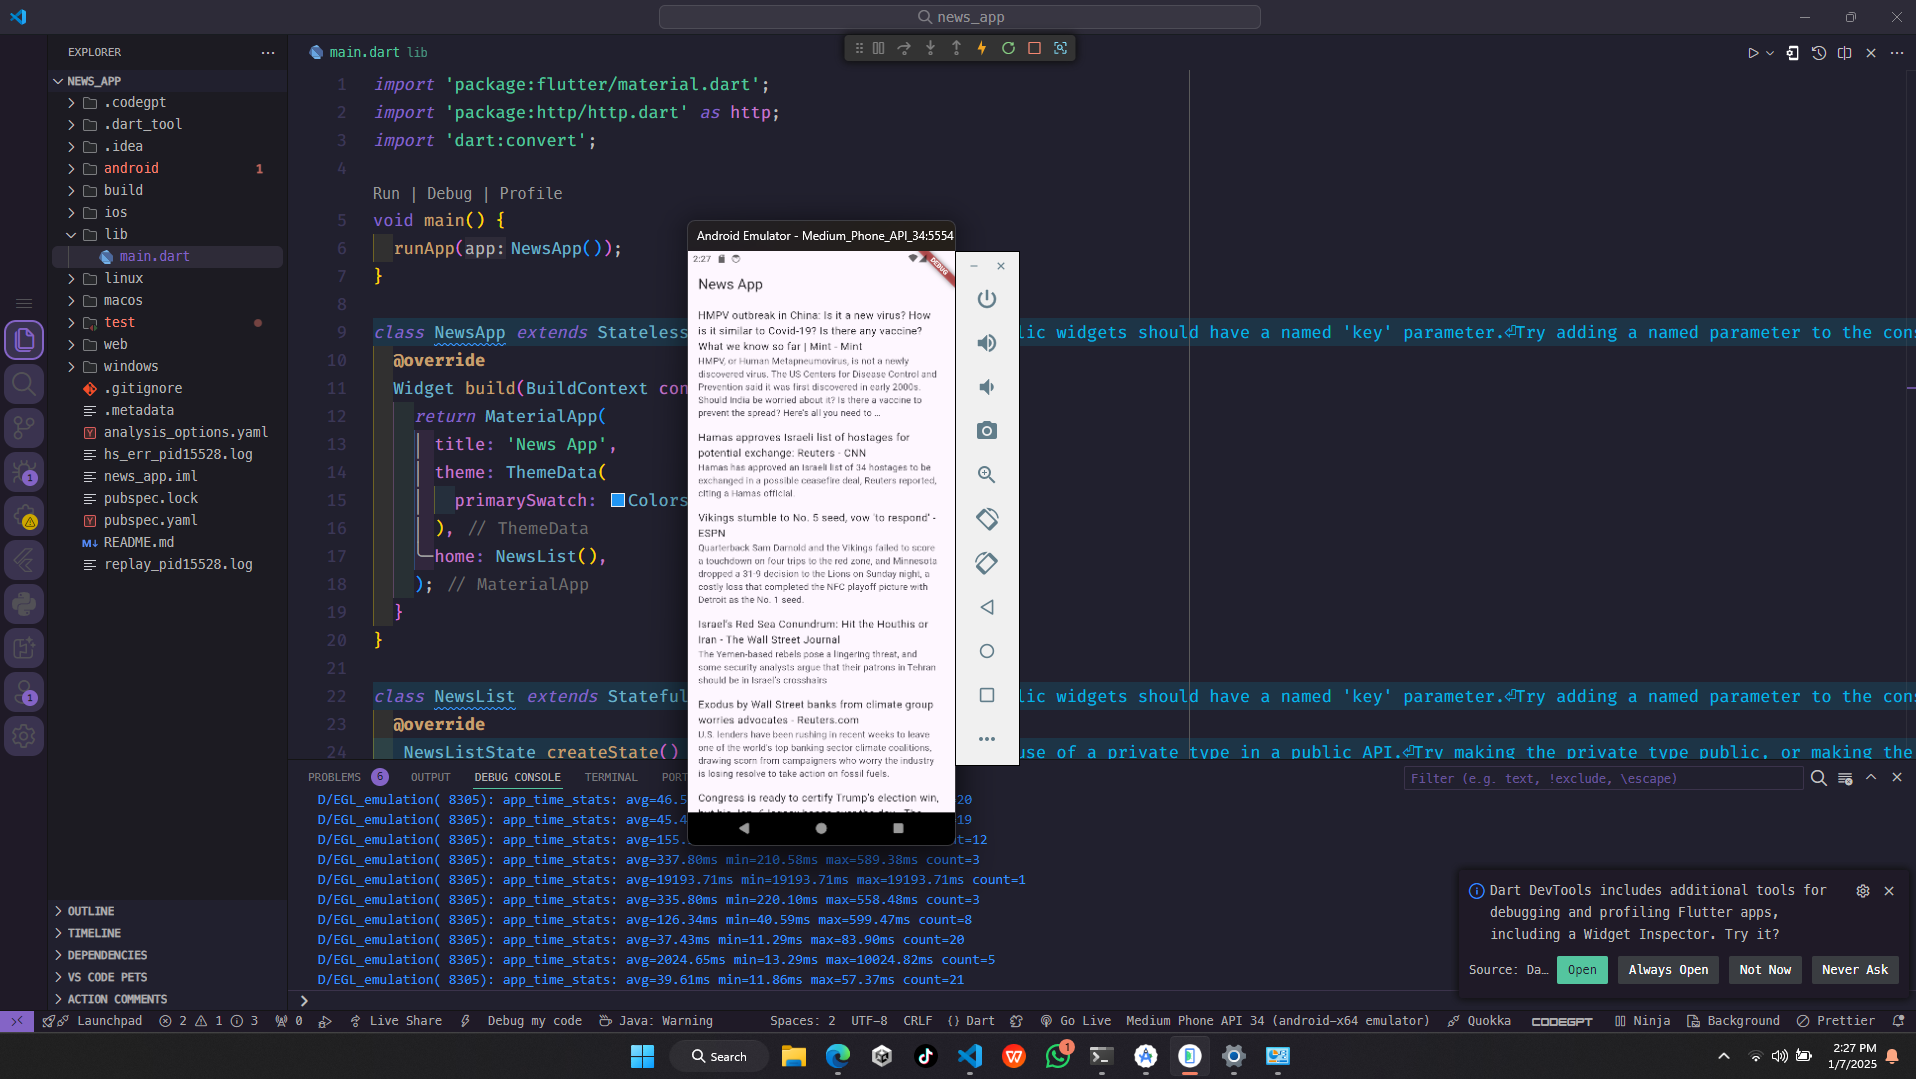 news_app
EXPLORER
NEWS_APP
.codegpt
.dart_tool
.idea
android 1
build
ios
lib
main.dart
linux
macos
test
web
windows
.gitignore
.metadata
analysis_options.yaml
hs_err_pid15528.log
news_app.iml
pubspec.lock
pubspec.yaml
README.md
replay_pid15528.log
OUTLINE
TIMELINE
DEPENDENCIES
VS CODE PETS
ACTION COMMENTS
main.dart lib
1 import 'package:flutter/material.dart';
2 import 'package:http/http.dart' as http;
3 import 'dart:convert';
4
Run | Debug | Profile
5 void main() {
6 runApp(app: NewsApp());
7 }
8
9 class NewsApp extends Stateless
lic widgets should have a named 'key' parameter.⏎Try adding a named parameter to the cons
10 @override
11 Widget build(BuildContext con
12 return MaterialApp(
13 title: 'News App',
14 theme: ThemeData(
15 primarySwatch: Colors
16 ), // ThemeData
17 home: NewsList(),
18 ); // MaterialApp
19 }
20 }
21
22 class NewsList extends Stateful
lic widgets should have a named 'key' parameter.⏎Try adding a named parameter to the cons
23 @override
24 _NewsListState createState()
use of a private type in a public API.⏎Try making the private type public, or making the
Android Emulator - Medium_Phone_API_34:5554
2:27
DEBUG
News App
HMPV outbreak in China: Is it a new virus? How
is it similar to Covid-19? Is there any vaccine?
What we know so far | Mint - Mint
HMPV, or Human Metapneumovirus, is not a newly
discovered virus. The US Centers for Disease Control and
Prevention said it was first discovered in early 2000s.
Should India be worried about it? Is there a vaccine to
prevent the spread? Here's all you need to ...
Hamas approves Israeli list of hostages for
potential exchange: Reuters - CNN
Hamas has approved an Israeli list of 34 hostages to be
exchanged in a possible ceasefire deal, Reuters reported,
citing a Hamas official.
Vikings stumble to No. 5 seed, vow 'to respond' -
ESPN
Quarterback Sam Darnold and the Vikings failed to score
a touchdown on four trips to the red zone, and Minnesota
dropped a 31-9 decision to the Lions on Sunday night, a
costly loss that completed the NFC playoff picture with
Detroit as the No. 1 seed.
Israel's Red Sea Conundrum: Hit the Houthis or
Iran - The Wall Street Journal
The Yemen-based rebels pose a lingering threat, and
some security analysts argue that their patrons in Tehran
should be in Israel's crosshairs
Exodus by Wall Street banks from climate group
worries advocates - Reuters.com
U.S. lenders have been rushing in recent weeks to leave
one of the world's top banking sector climate coalitions,
drawing scorn from campaigners who worry the industry
is losing resolve to take action on fossil fuels.
Congress is ready to certify Trump's election win,
PROBLEMS 6 OUTPUT DEBUG CONSOLE TERMINAL PORT
Filter (e.g. text, !exclude, \escape)
D/EGL_emulation( 8305): app_time_stats: avg=46.5 =20
D/EGL_emulation( 8305): app_time_stats: avg=45.4 =19
D/EGL_emulation( 8305): app_time_stats: avg=155. t=12
D/EGL_emulation( 8305): app_time_stats: avg=337.80ms min=210.58ms max=589.38ms count=3
D/EGL_emulation( 8305): app_time_stats: avg=19193.71ms min=19193.71ms max=19193.71ms count=1
D/EGL_emulation( 8305): app_time_stats: avg=335.80ms min=220.10ms max=558.48ms count=3
D/EGL_emulation( 8305): app_time_stats: avg=126.34ms min=40.59ms max=599.47ms count=8
D/EGL_emulation( 8305): app_time_stats: avg=37.43ms min=11.29ms max=83.90ms count=20
D/EGL_emulation( 8305): app_time_stats: avg=2024.65ms min=13.29ms max=10024.82ms count=5
D/EGL_emulation( 8305): app_time_stats: avg=39.61ms min=11.86ms max=57.37ms count=21
Dart DevTools includes additional tools for
debugging and profiling Flutter apps,
including a Widget Inspector. Try it?
Source: Da... Open Always Open Not Now Never Ask
Launchpad 2 1 3 0 Live Share Debug my code Java: Warning Spaces: 2 UTF-8 CRLF {} Dart Go Live Medium Phone API 34 (android-x64 emulator) Quokka CODEGPT Ninja Background Prettier
Search 1
2:27 PM
1/7/2025